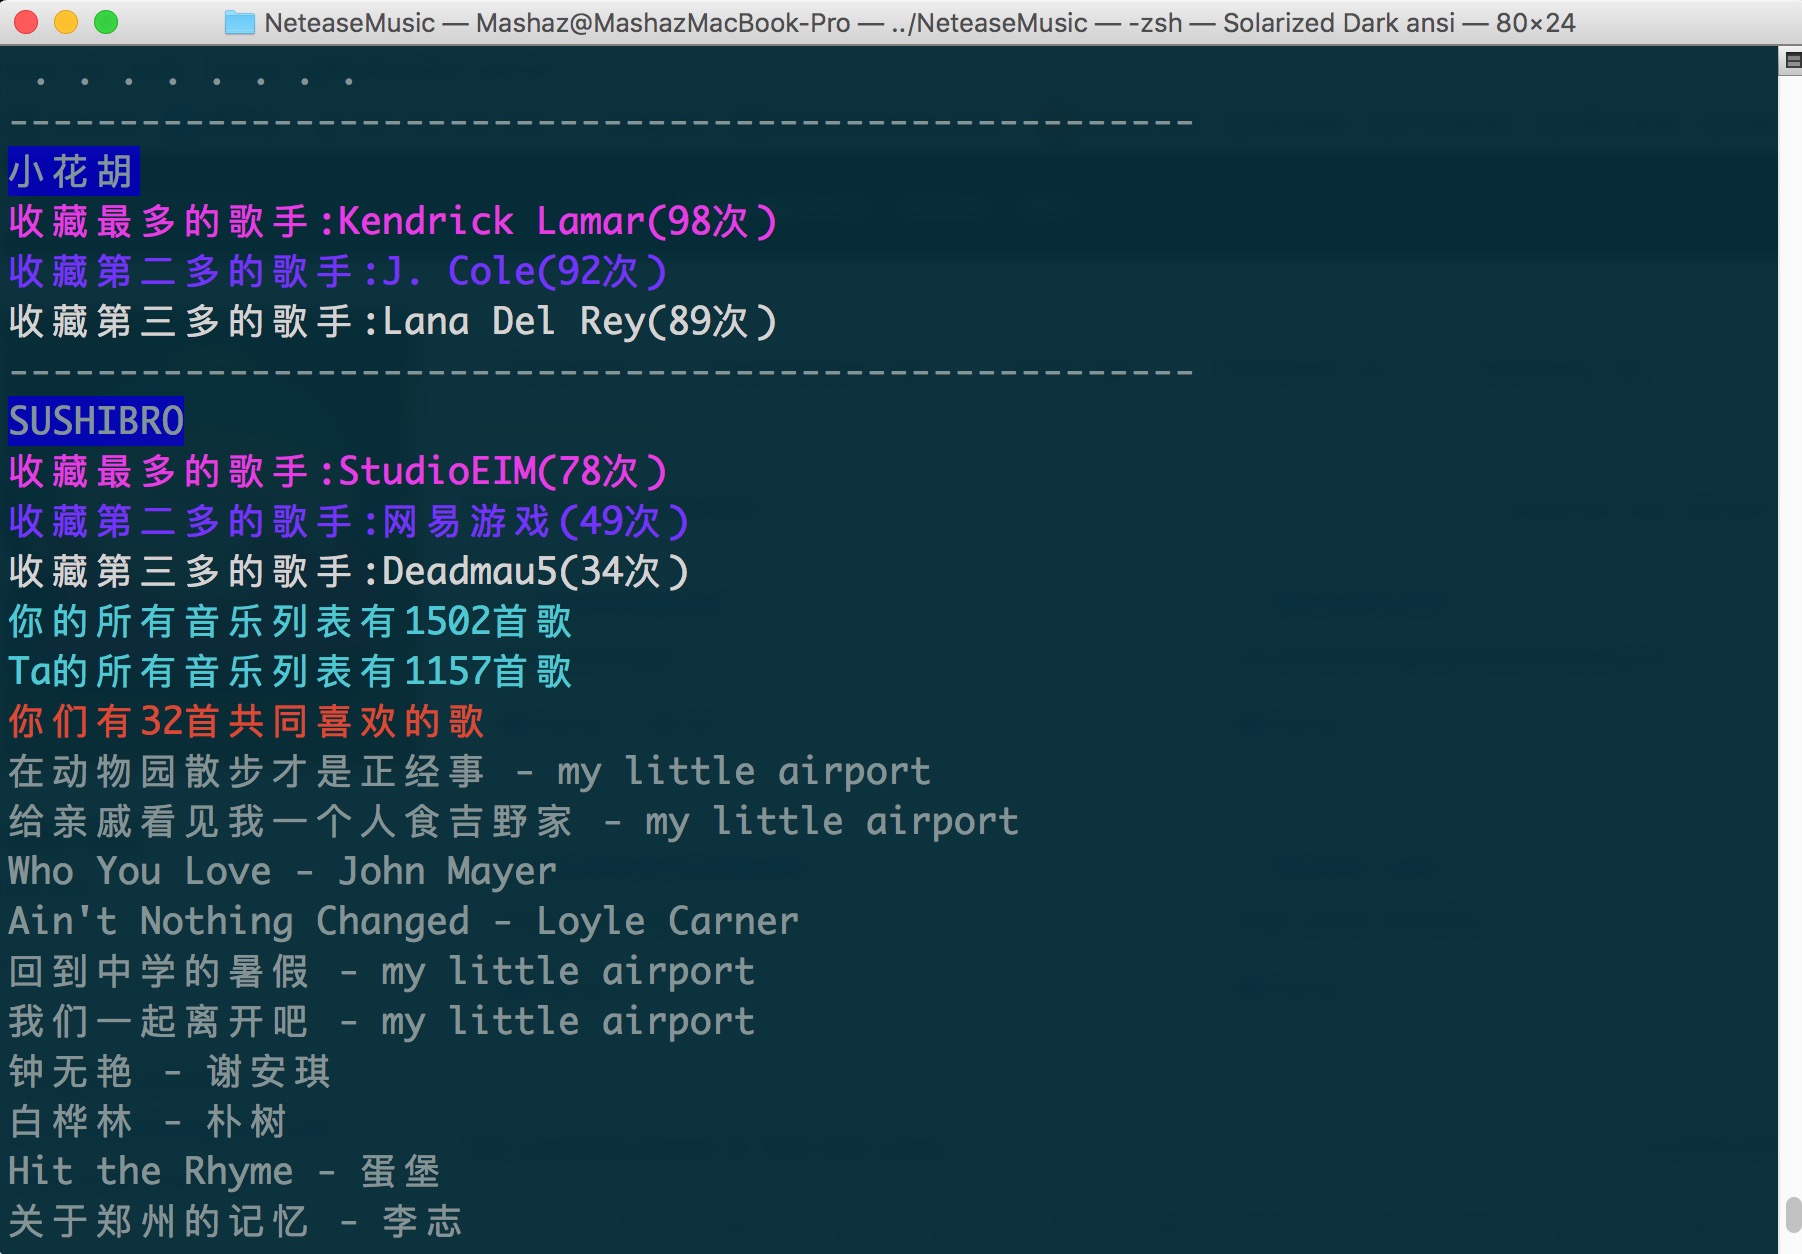 NeteaseMusic — Mashaz@MashazMacBook-Pro — ../NeteaseMusic — -zsh — Solarized Dark ansi — 80×24
. . . . . . . .
------------------------------------------------------
小花胡
收藏最多的歌手:Kendrick Lamar(98次)
收藏第二多的歌手:J. Cole(92次)
收藏第三多的歌手:Lana Del Rey(89次)
------------------------------------------------------
SUSHIBRO
收藏最多的歌手:StudioEIM(78次)
收藏第二多的歌手:网易游戏(49次)
收藏第三多的歌手:Deadmau5(34次)
你的所有音乐列表有1502首歌
Ta的所有音乐列表有1157首歌
你们有32首共同喜欢的歌
在动物园散步才是正经事 - my little airport
给亲戚看见我一个人食吉野家 - my little airport
Who You Love - John Mayer
Ain't Nothing Changed - Loyle Carner
回到中学的暑假 - my little airport
我们一起离开吧 - my little airport
钟无艳 - 谢安琪
白桦林 - 朴树
Hit the Rhyme - 蛋堡
关于郑州的记忆 - 李志